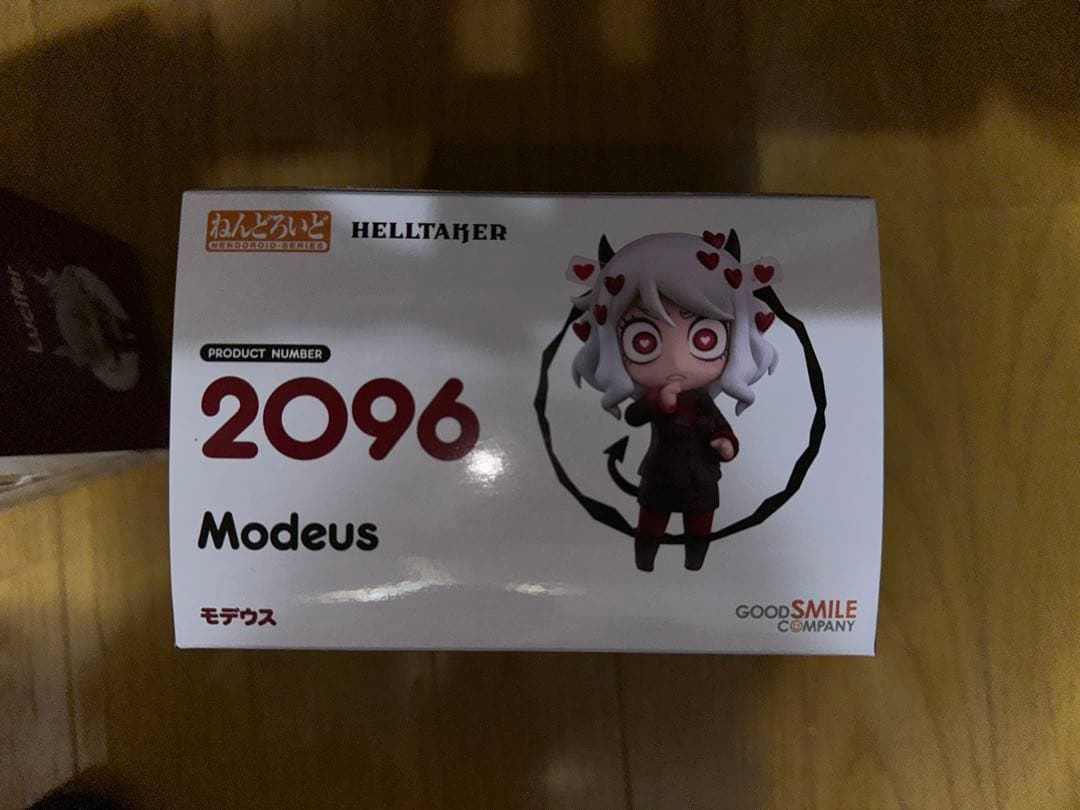 ねんどろいど
NENDOROID-SERIES
HELLTAKER
PRODUCT NUMBER
2096
Modeus
モデウス
GOOD SMILE
COMPANY
LUCIFER